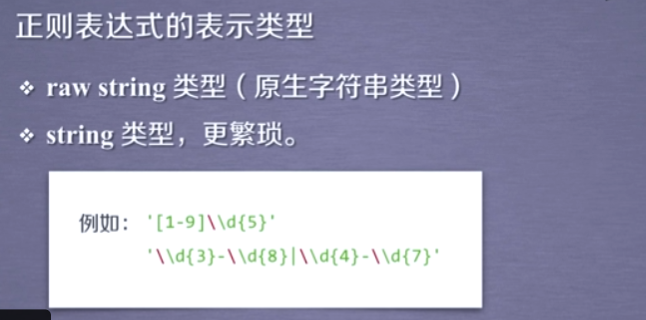 正则表达式的表示类型
❖ raw string 类型（原生字符串类型）
❖ string 类型，更繁琐。
例如： '[1-9]\\d{5}'
'\\d{3}-\\d{8}|\\d{4}-\\d{7}'